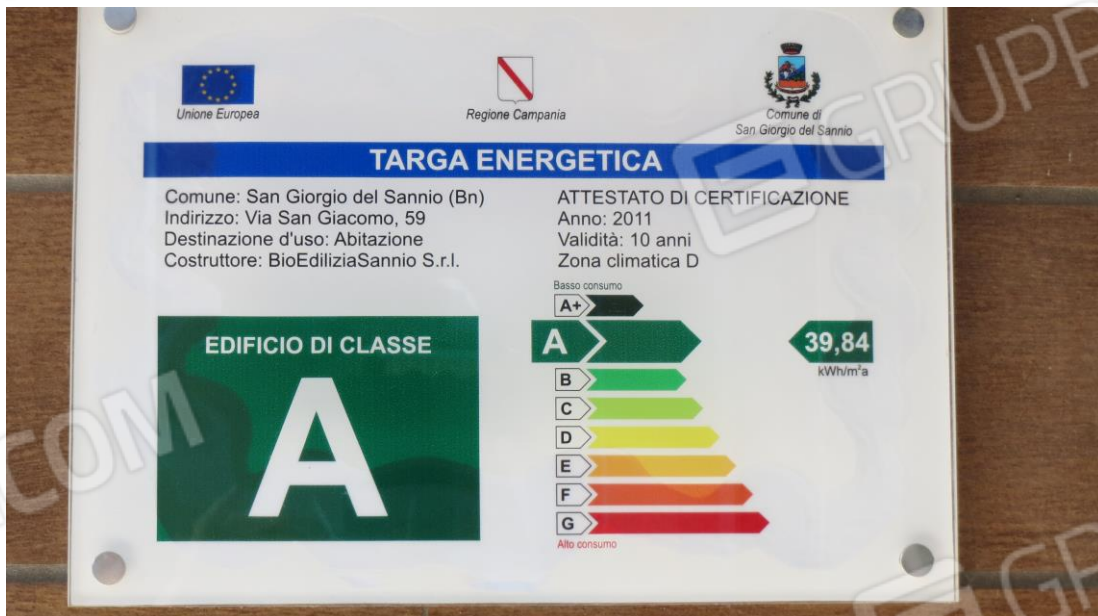 Unione Europea
Regione Campania
Comune di
San Giorgio del Sannio
TARGA ENERGETICA
Comune: San Giorgio del Sannio (Bn)
Indirizzo: Via San Giacomo, 59
Destinazione d'uso: Abitazione
Costruttore: BioEdiliziaSannio S.r.l.
ATTESTATO DI CERTIFICAZIONE
Anno: 2011
Validità: 10 anni
Zona climatica D
EDIFICIO DI CLASSE
A
Basso consumo
A+
A
39,84
kWh/m²a
B
C
D
E
F
G
Alto consumo
GRUPP
.COM
GR